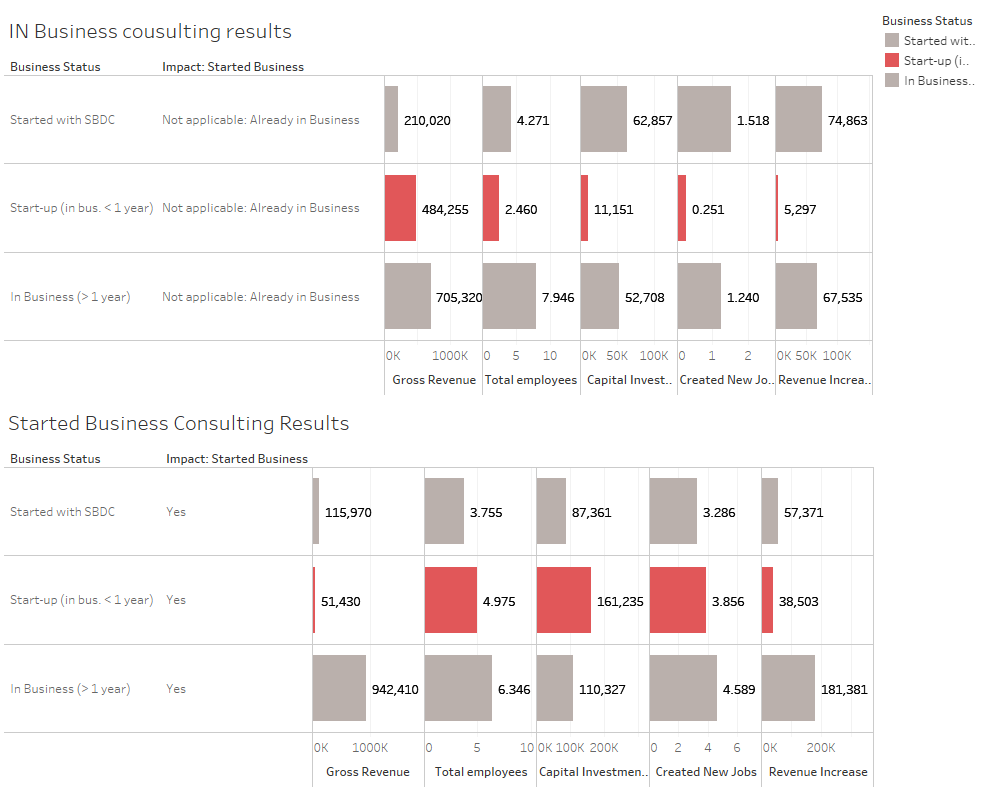 IN Business cousulting results
Business Status
Started wit..
Start-up (i..
In Business..
Business Status Impact: Started Business
Started with SBDC Not applicable: Already in Business 210,020 4.271 62,857 1.518 74,863
Start-up (in bus. < 1 year) Not applicable: Already in Business 484,255 2.460 11,151 0.251 5,297
In Business (> 1 year) Not applicable: Already in Business 705,320 7.946 52,708 1.240 67,535
0K 1000K 0 5 10 0K 50K 100K 0 1 2 0K 50K 100K
Gross Revenue Total employees Capital Invest.. Created New Jo.. Revenue Increa..
Started Business Consulting Results
Business Status Impact: Started Business
Started with SBDC Yes 115,970 3.755 87,361 3.286 57,371
Start-up (in bus. < 1 year) Yes 51,430 4.975 161,235 3.856 38,503
In Business (> 1 year) Yes 942,410 6.346 110,327 4.589 181,381
0K 1000K 0 5 10 0K 100K 200K 0 2 4 6 0K 200K
Gross Revenue Total employees Capital Investmen.. Created New Jobs Revenue Increase